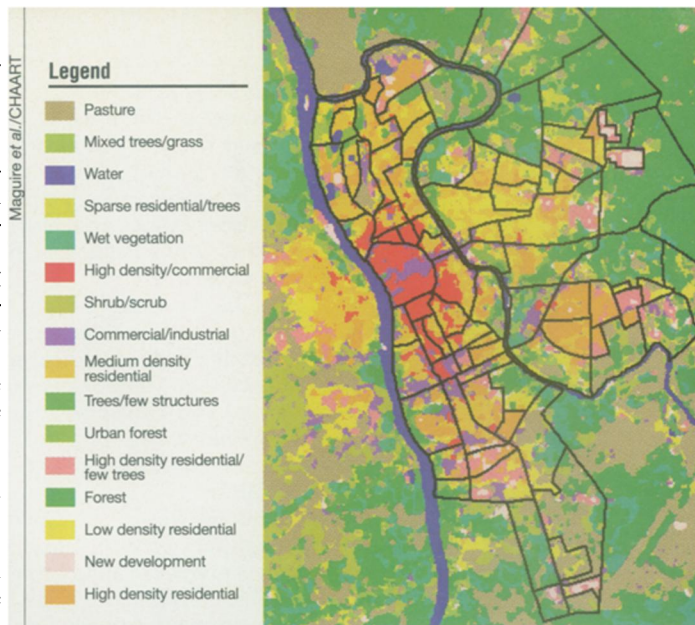 Maguire et al./CHAART
Legend
Pasture
Mixed trees/grass
Water
Sparse residential/trees
Wet vegetation
High density/commercial
Shrub/scrub
Commercial/industrial
Medium density
residential
Trees/few structures
Urban forest
High density residential/
few trees
Forest
Low density residential
New development
High density residential